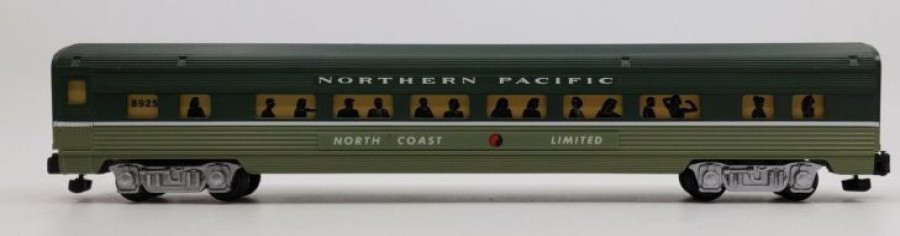 NORTHERN PACIFIC
8925
NORTH COAST LIMITED